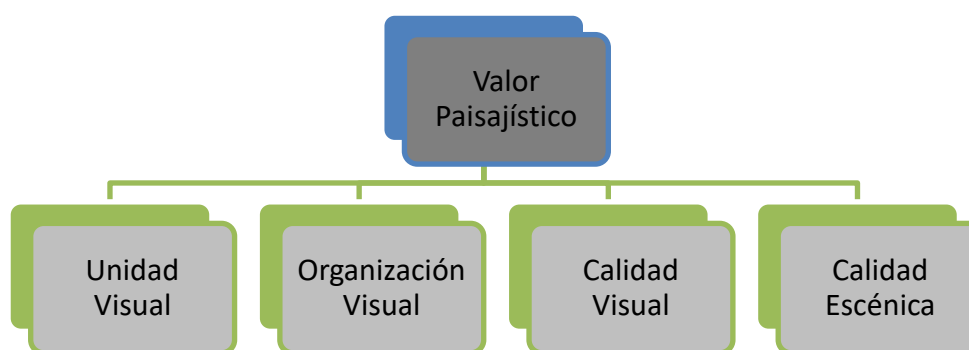 Valor
Paisajístico
Unidad
Visual
Organización
Visual
Calidad
Visual
Calidad
Escénica